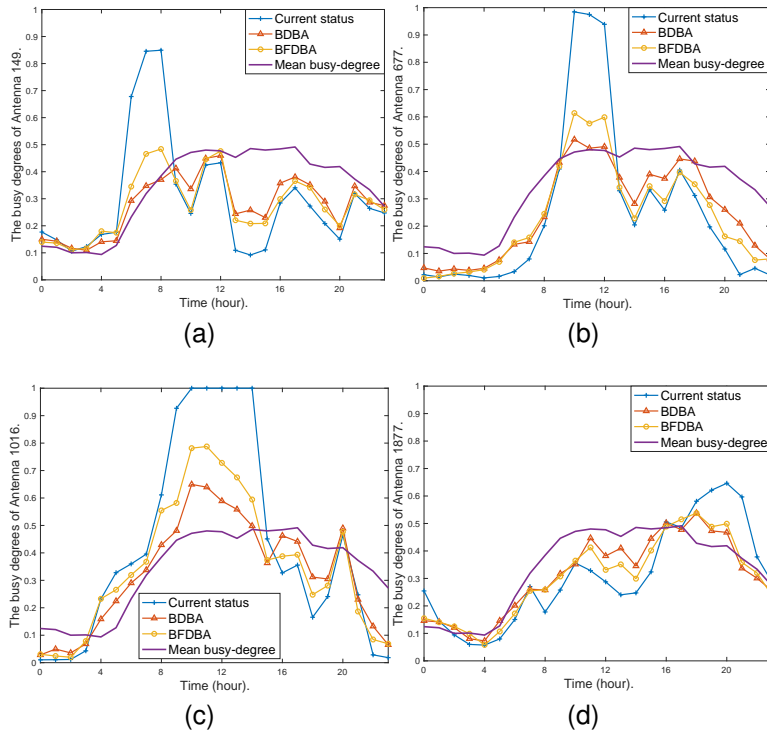 The busy degrees of Antenna 149.
1
0.9
0.8
0.7
0.6
0.5
0.4
0.3
0.2
0.1
0
0 4 8 12 16 20
Time (hour).
Current status
BDBA
BFDBA
Mean busy-degree
(a)
The busy degrees of Antenna 677.
1
0.9
0.8
0.7
0.6
0.5
0.4
0.3
0.2
0.1
0
0 4 8 12 16 20
Time (hour).
Current status
BDBA
BFDBA
Mean busy-degree
(b)
The busy degrees of Antenna 1016.
1
0.9
0.8
0.7
0.6
0.5
0.4
0.3
0.2
0.1
0
0 4 8 12 16 20
Time (hour).
Current status
BDBA
BFDBA
Mean busy-degree
(c)
The busy degrees of Antenna 1877.
1
0.9
0.8
0.7
0.6
0.5
0.4
0.3
0.2
0.1
0
0 4 8 12 16 20
Time (hour).
Current status
BDBA
BFDBA
Mean busy-degree
(d)